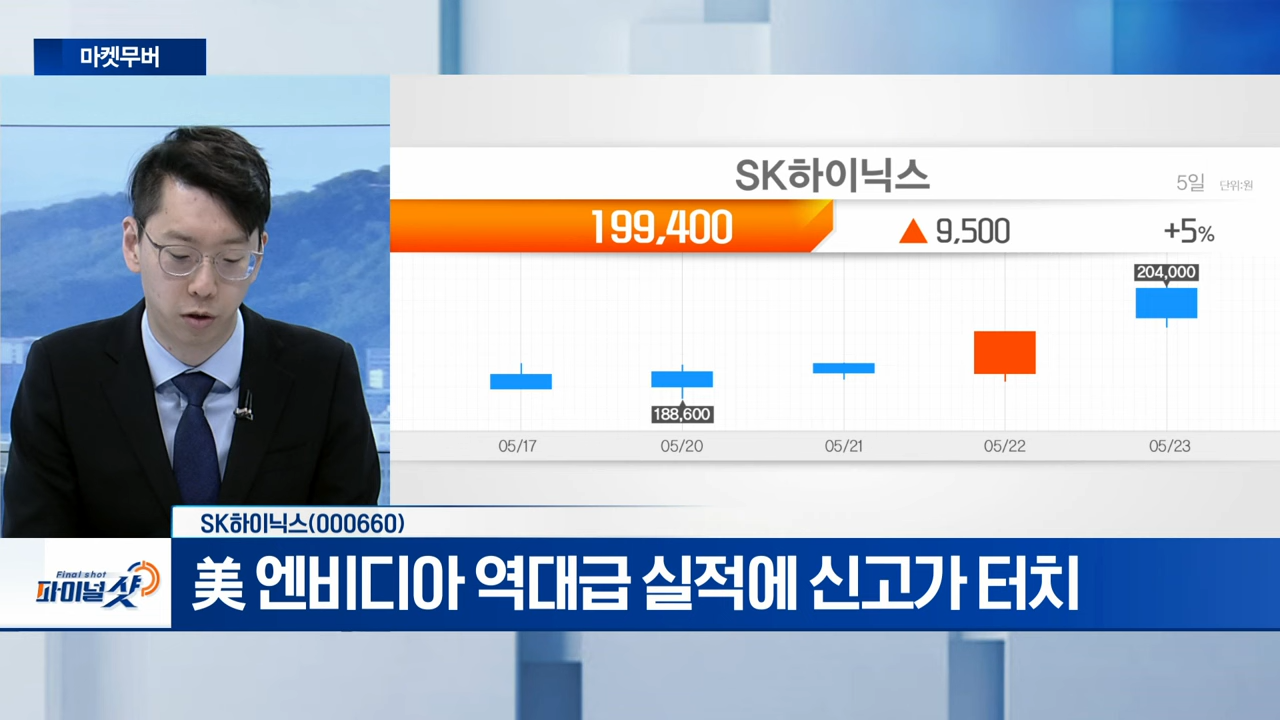 마켓무버
SK하이닉스
5일 단위:원
199,400 ▲ 9,500 +5%
204,000
188,600
05/17 05/20 05/21 05/22 05/23
SK하이닉스(000660)
Final shot
파이널샷
美 엔비디아 역대급 실적에 신고가 터치